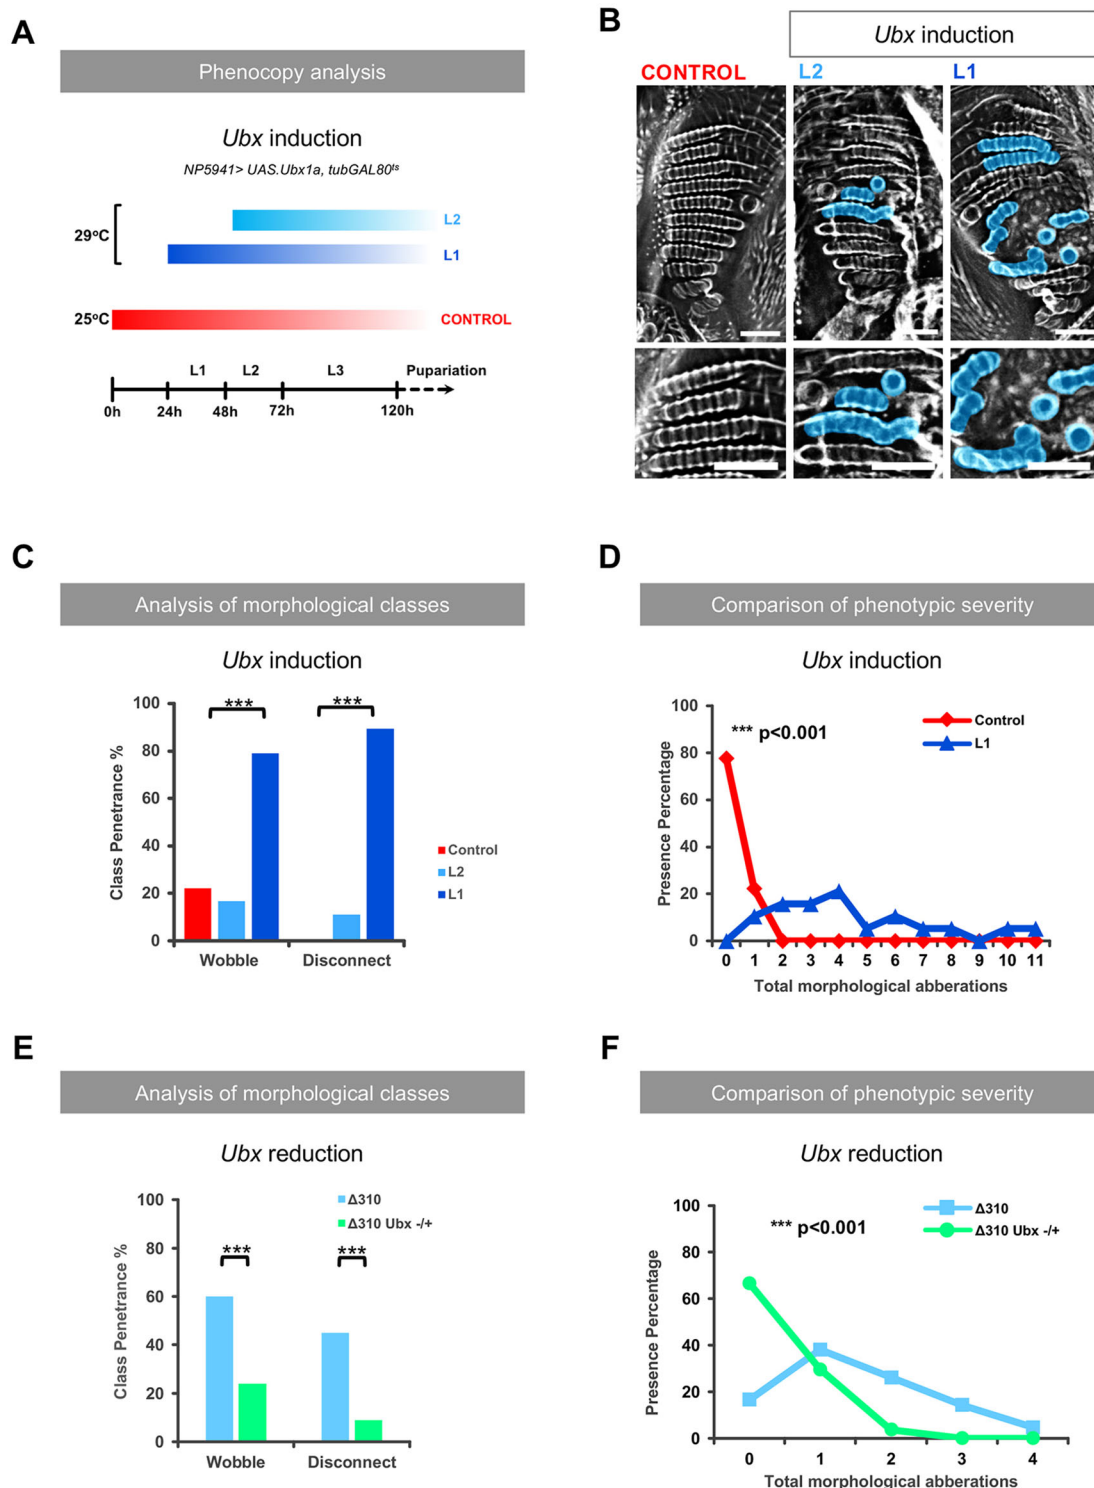 A
Phenocopy analysis
Ubx induction
NP5941> UAS.Ubx1a, tubGAL80ts
29oC
L2
L1
25oC
CONTROL
L1 L2 L3 Pupariation
0h 24h 48h 72h 120h
B
Ubx induction
CONTROL L2 L1
C
Analysis of morphological classes
Ubx induction
Class Penetrance %
100
80
60
40
20
0
*** ***
Control
L2
L1
Wobble Disconnect
D
Comparison of phenotypic severity
Ubx induction
Presence Percentage
100
80
60
40
20
0
*** p<0.001
Control
L1
0 1 2 3 4 5 6 7 8 9 10 11
Total morphological abberations
E
Analysis of morphological classes
Ubx reduction
Class Penetrance %
100
80
60
40
20
0
Δ310
Δ310 Ubx -/+
*** ***
Wobble Disconnect
F
Comparison of phenotypic severity
Ubx reduction
Presence Percentage
100
80
60
40
20
0
*** p<0.001
Δ310
Δ310 Ubx -/+
0 1 2 3 4
Total morphological abberations